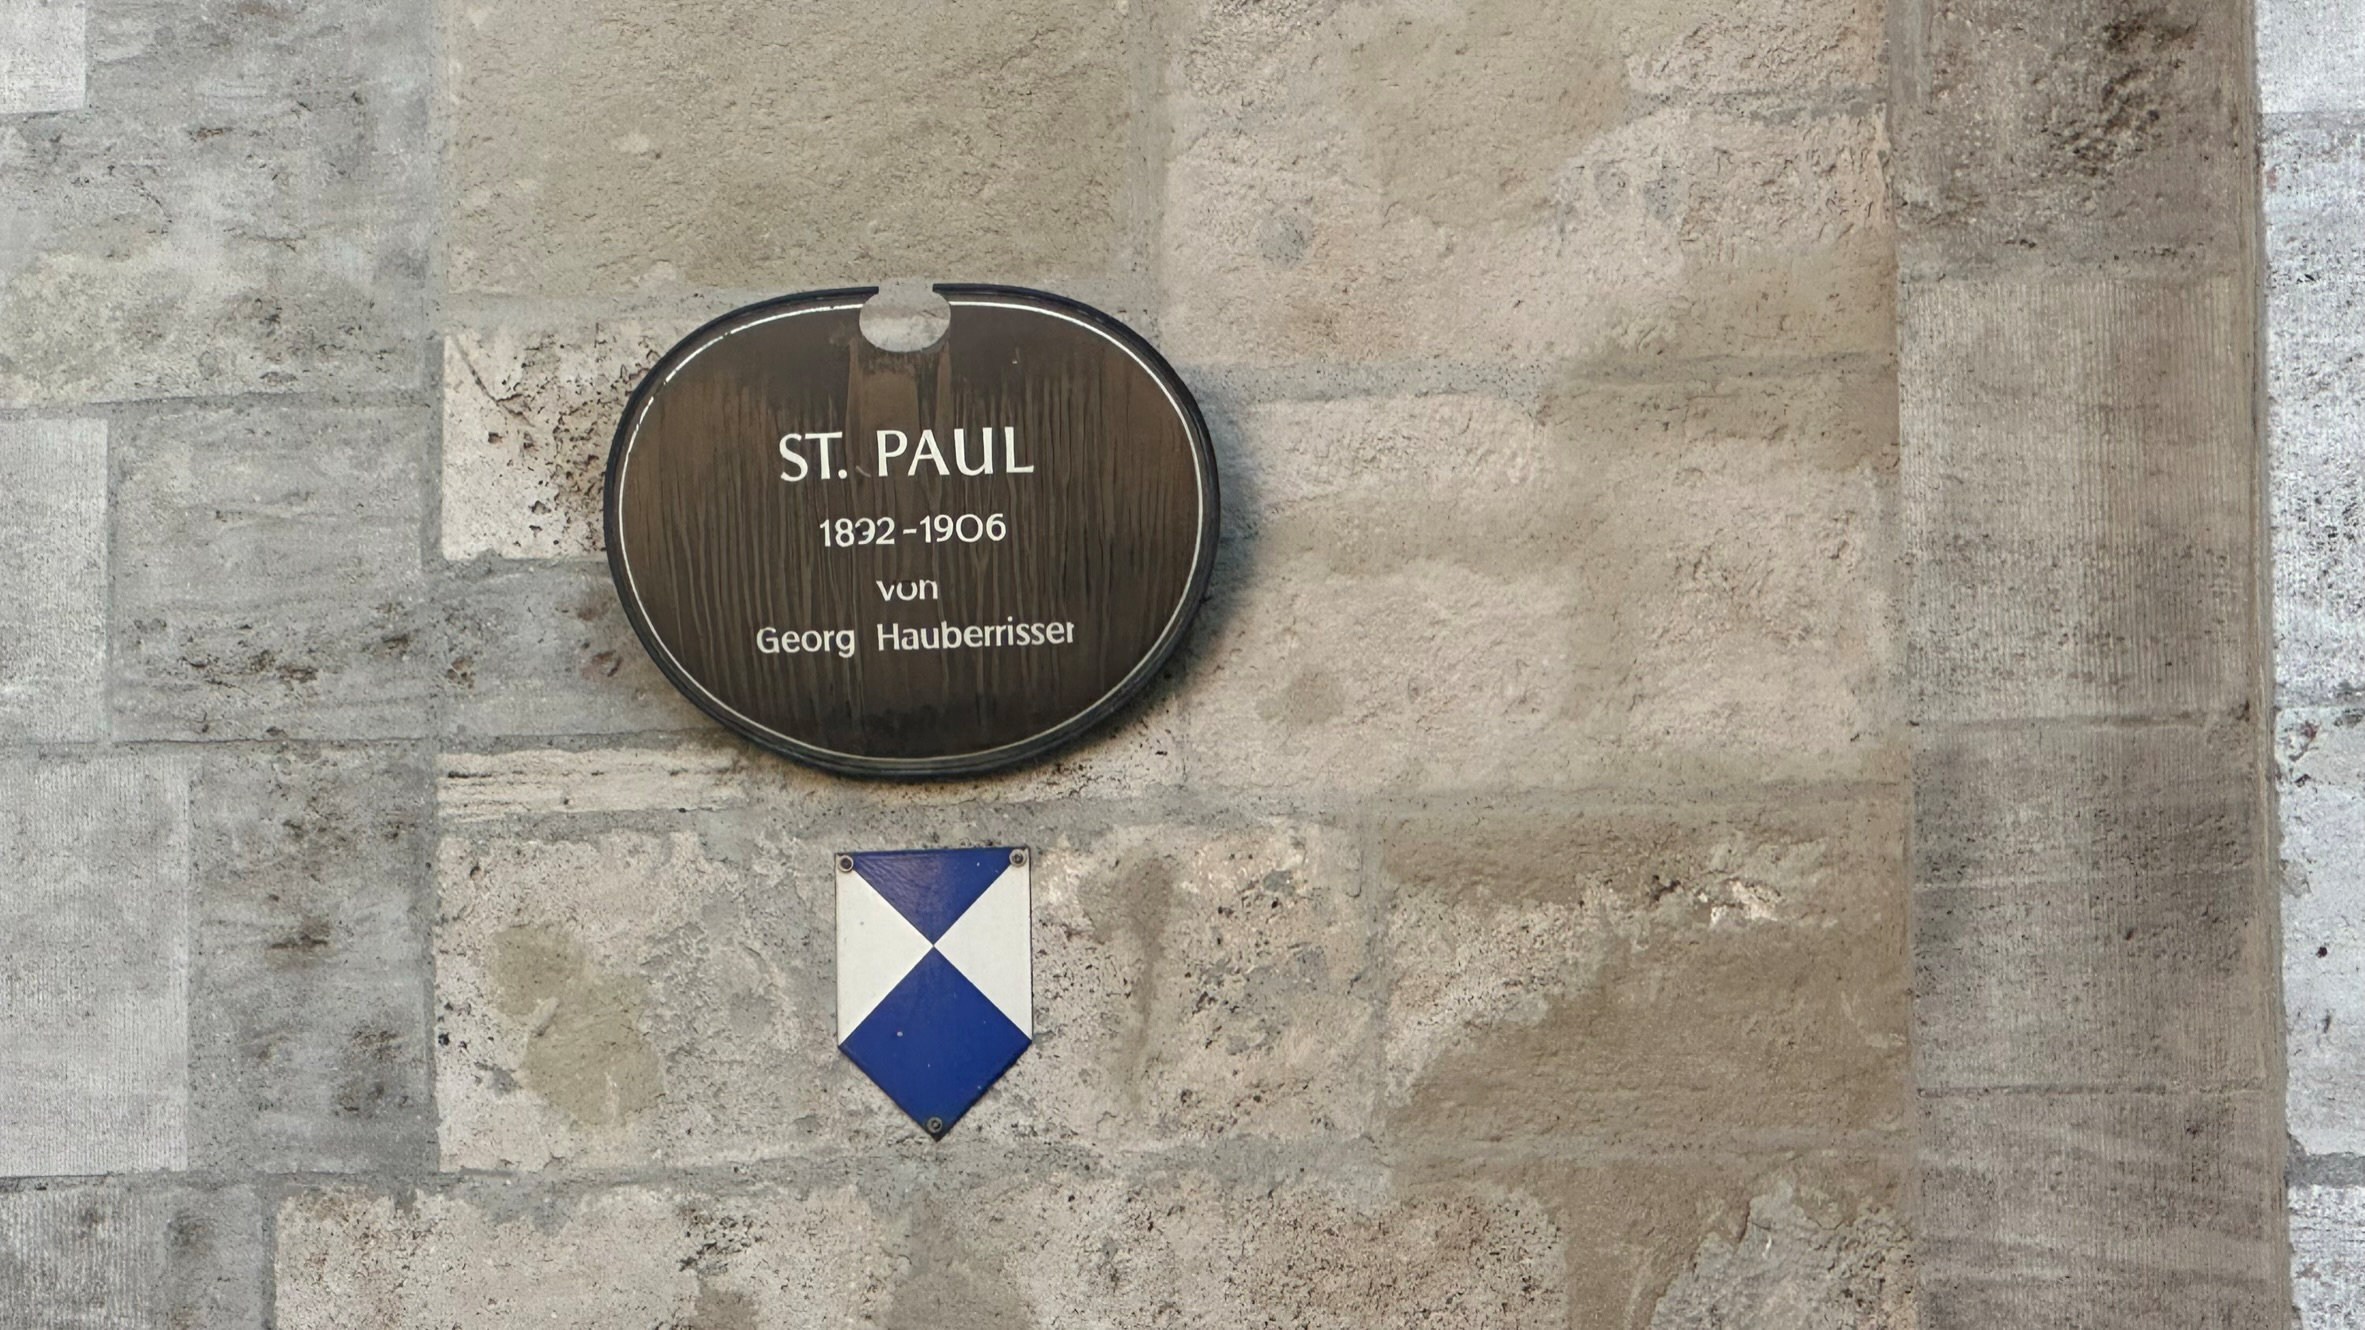 ST. PAUL
1892-1906
von
Georg Hauberrisser